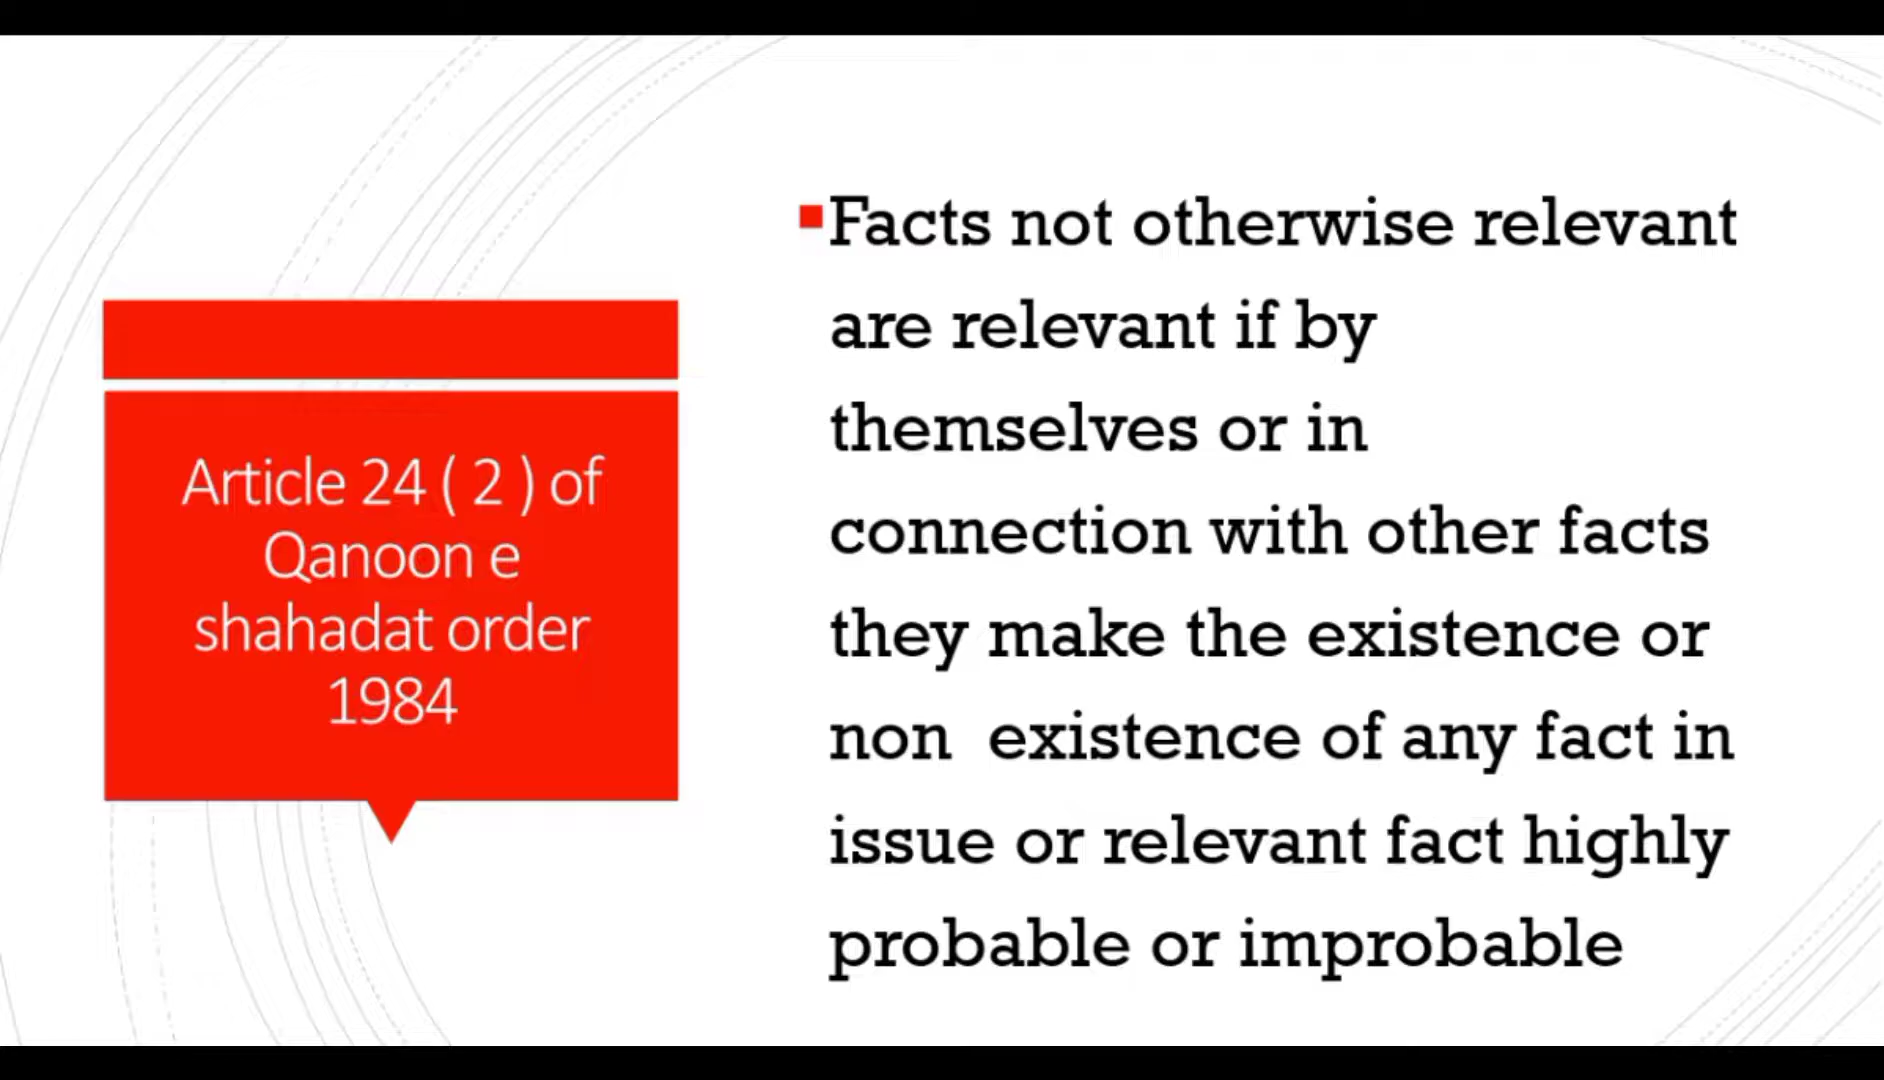 Article 24 ( 2 ) of
Qanoon e
shahadat order
1984
Facts not otherwise relevant
are relevant if by
themselves or in
connection with other facts
they make the existence or
non  existence of any fact in
issue or relevant fact highly
probable or improbable